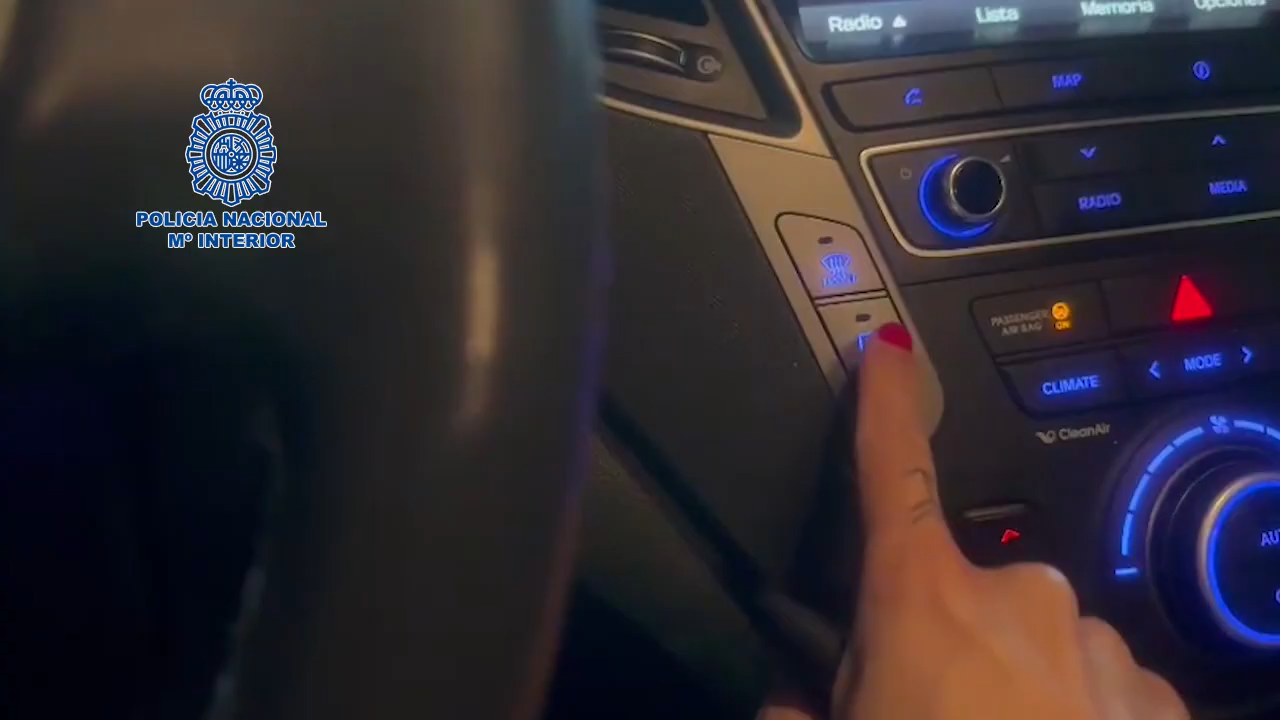 Radio Lista Memoria Opciones
MAP
POLICIA NACIONAL
Mº INTERIOR
RADIO
MEDIA
PASSENGER
AIR BAG
ON
CLIMATE
MODE
CleanAir